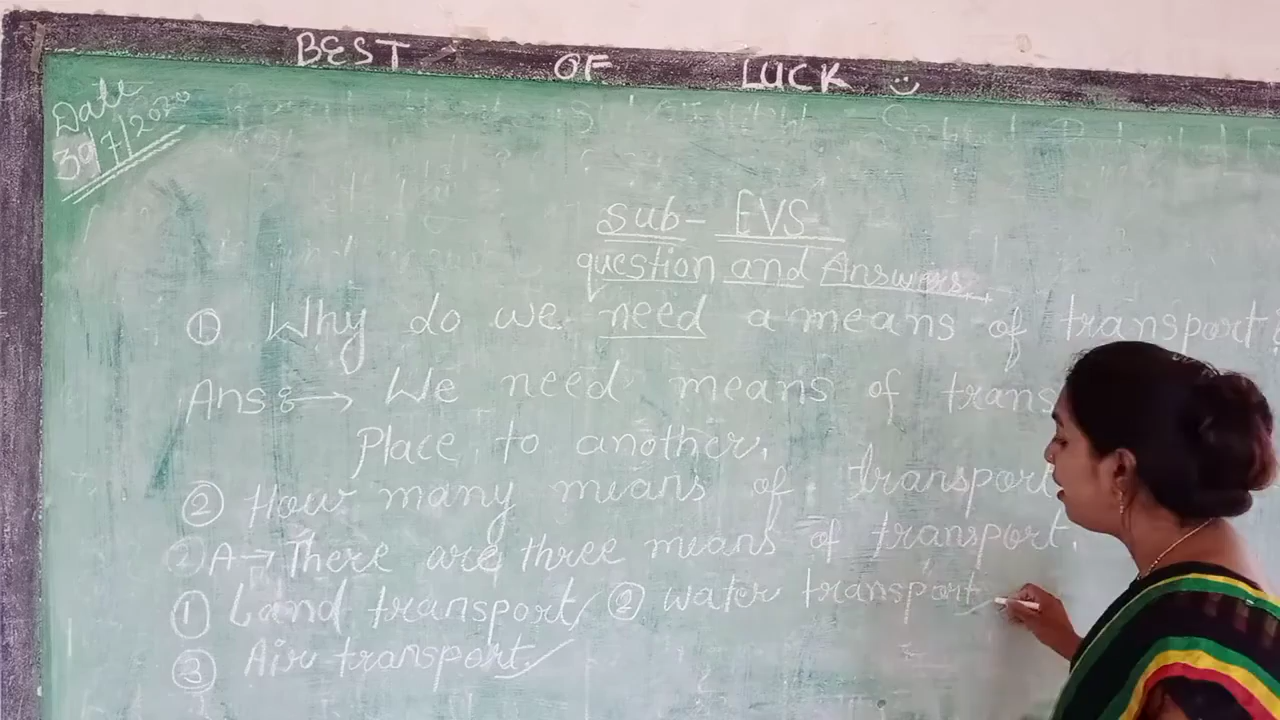 BEST OF LUCK
Date
30/7/2020
Sub- EVS
question and Answers
① Why do we need a means of transport?
Ans:→ We need means of trans
Place to another.
② How many means of transport
② A→ There are three means of transport.
① Land transport ② water transport
③ Air transport.